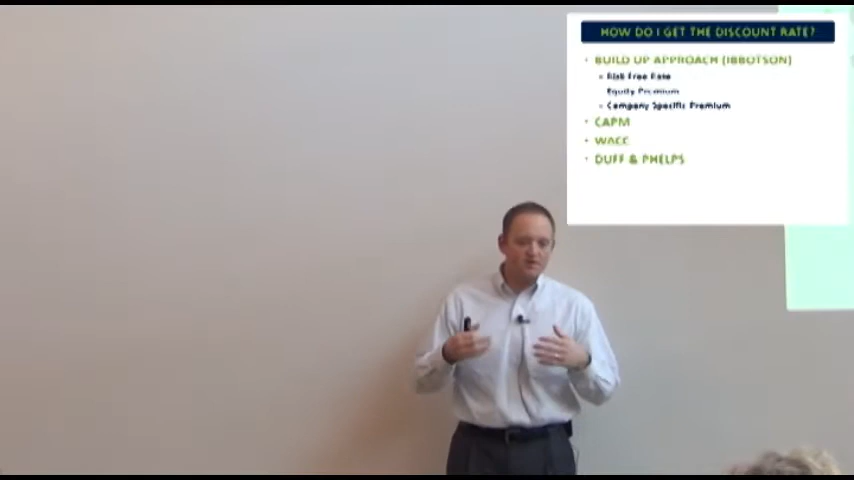 HOW DO I GET THE DISCOUNT RATE?
BUILD UP APPROACH (IBBOTSON)
Risk Free Rate
Equity Premium
Company Specific Premium
CAPM
WACC
DUFF & PHELPS